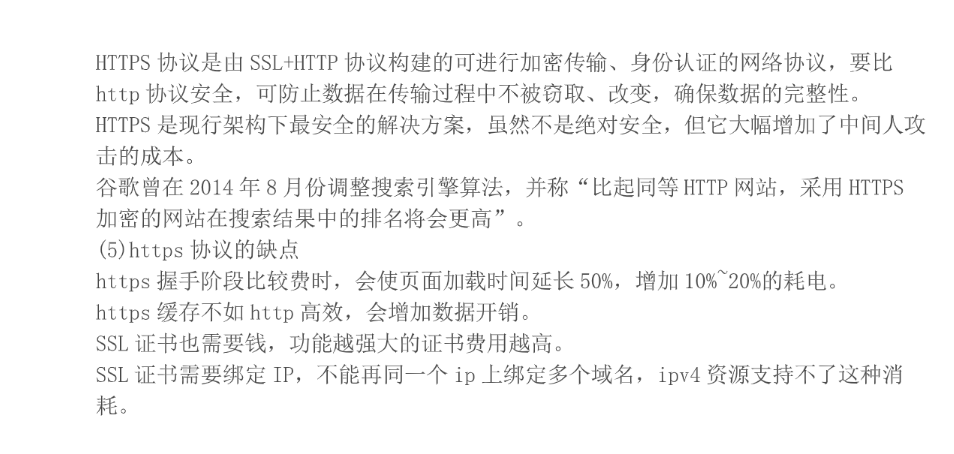 HTTPS 协议是由 SSL+HTTP 协议构建的可进行加密传输、身份认证的网络协议，要比
http 协议安全，可防止数据在传输过程中不被窃取、改变，确保数据的完整性。
HTTPS 是现行架构下最安全的解决方案，虽然不是绝对安全，但它大幅增加了中间人攻
击的成本。
谷歌曾在 2014 年 8 月份调整搜索引擎算法，并称“比起同等 HTTP 网站，采用 HTTPS
加密的网站在搜索结果中的排名将会更高”。
(5)https 协议的缺点
https 握手阶段比较费时，会使页面加载时间延长 50%，增加 10%~20%的耗电。
https 缓存不如 http 高效，会增加数据开销。
SSL 证书也需要钱，功能越强大的证书费用越高。
SSL 证书需要绑定 IP，不能再同一个 ip 上绑定多个域名，ipv4 资源支持不了这种消
耗。